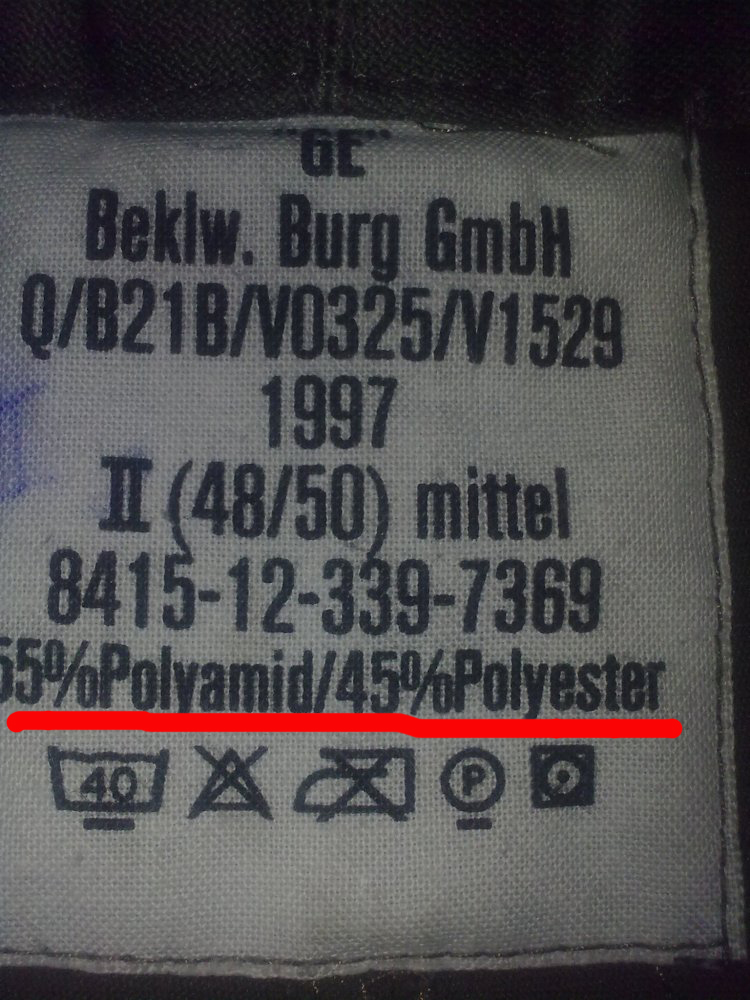 "GE"
Beklw. Burg GmbH
Q/B21B/V0325/V1529
1997
II (48/50) mittel
8415-12-339-7369
55%Polyamid/45%Polyester
40 P